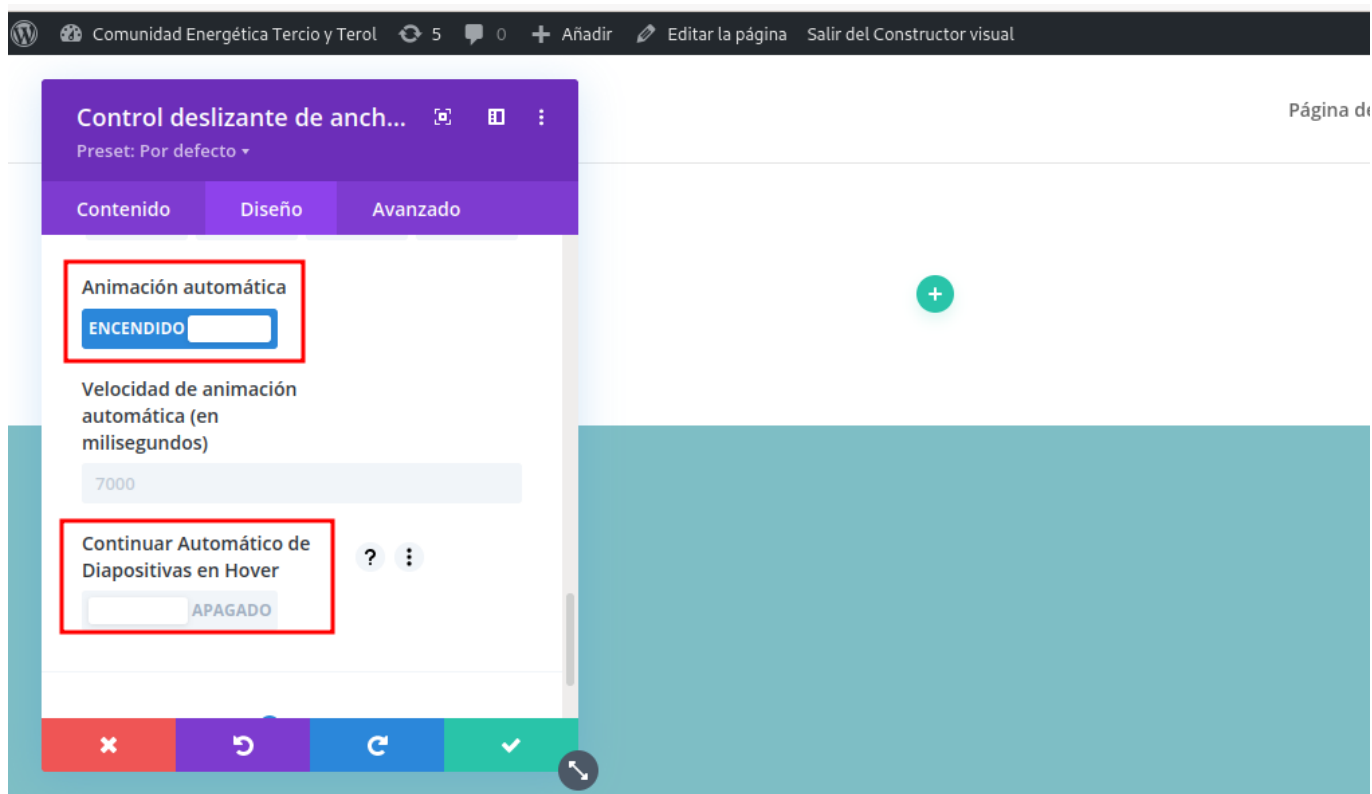 Comunidad Energética Tercio y Terol 5 0 Añadir Editar la página Salir del Constructor visual
Página de
Control deslizante de anch...
Preset: Por defecto
Contenido Diseño Avanzado
Animación automática
ENCENDIDO
Velocidad de animación
automática (en
milisegundos)
7000
Continuar Automático de
Diapositivas en Hover
?
APAGADO